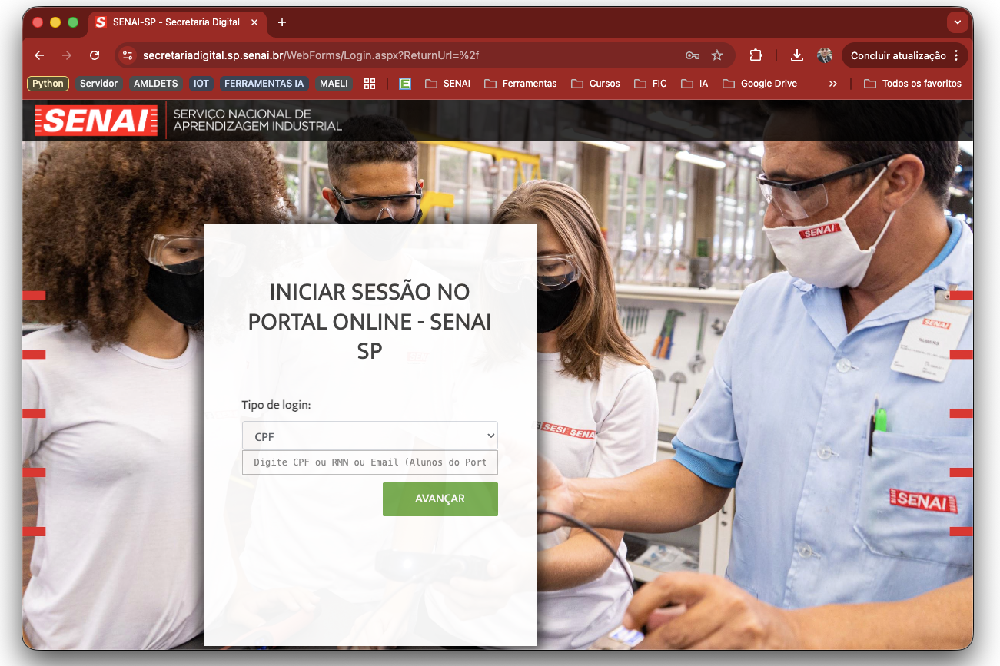 SENAI-SP - Secretaria Digital
secretariadigital.sp.senai.br/WebForms/Login.aspx?ReturnUrl=%2f
Concluir atualização
Python Servidor AMLDETS IOT FERRAMENTAS IA MAELI SENAI Ferramentas Cursos FIC IA Google Drive » Todos os favoritos
SENAI
SERVIÇO NACIONAL DE
APRENDIZAGEM INDUSTRIAL
SENAI
INICIAR SESSÃO NO
PORTAL ONLINE - SENAI
SP
SENAI
RUBENS
Tipo de login:
CPF
SESI SENA
Digite CPF ou RMN ou Email (Alunos do Port
AVANÇAR
SENAI